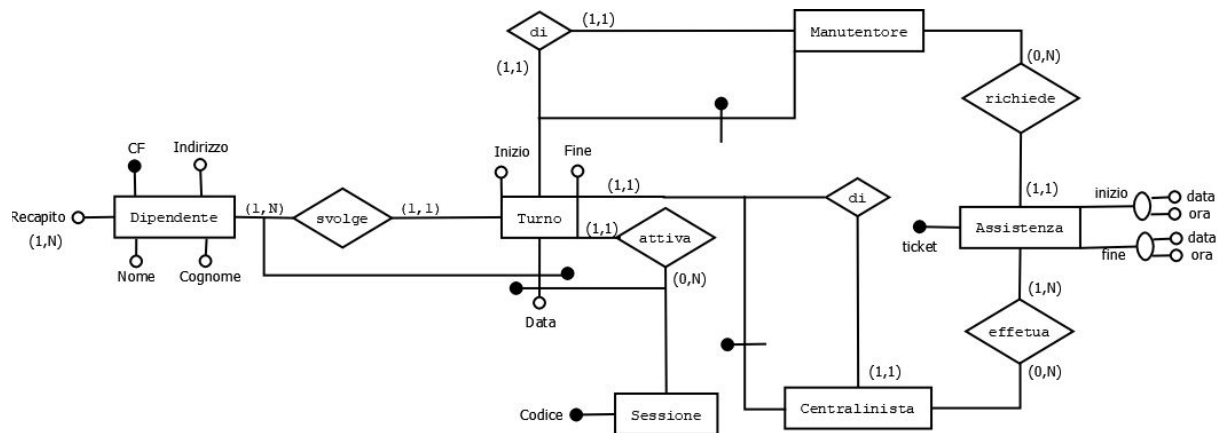 di
(1,1)
Manutentore
(1,1)
(0,N)
richiede
CF
Indirizzo
Inizio
Fine
(1,1)
(1,1)
inizio
data
ora
Recapito
(1,N)
Dipendente
(1,N)
svolge
(1,1)
Turno
(1,1)
attiva
di
ticket
Assistenza
fine
data
ora
Nome
Cognome
(0,N)
(1,N)
Data
effetua
(1,1)
(0,N)
Codice
Sessione
Centralinista